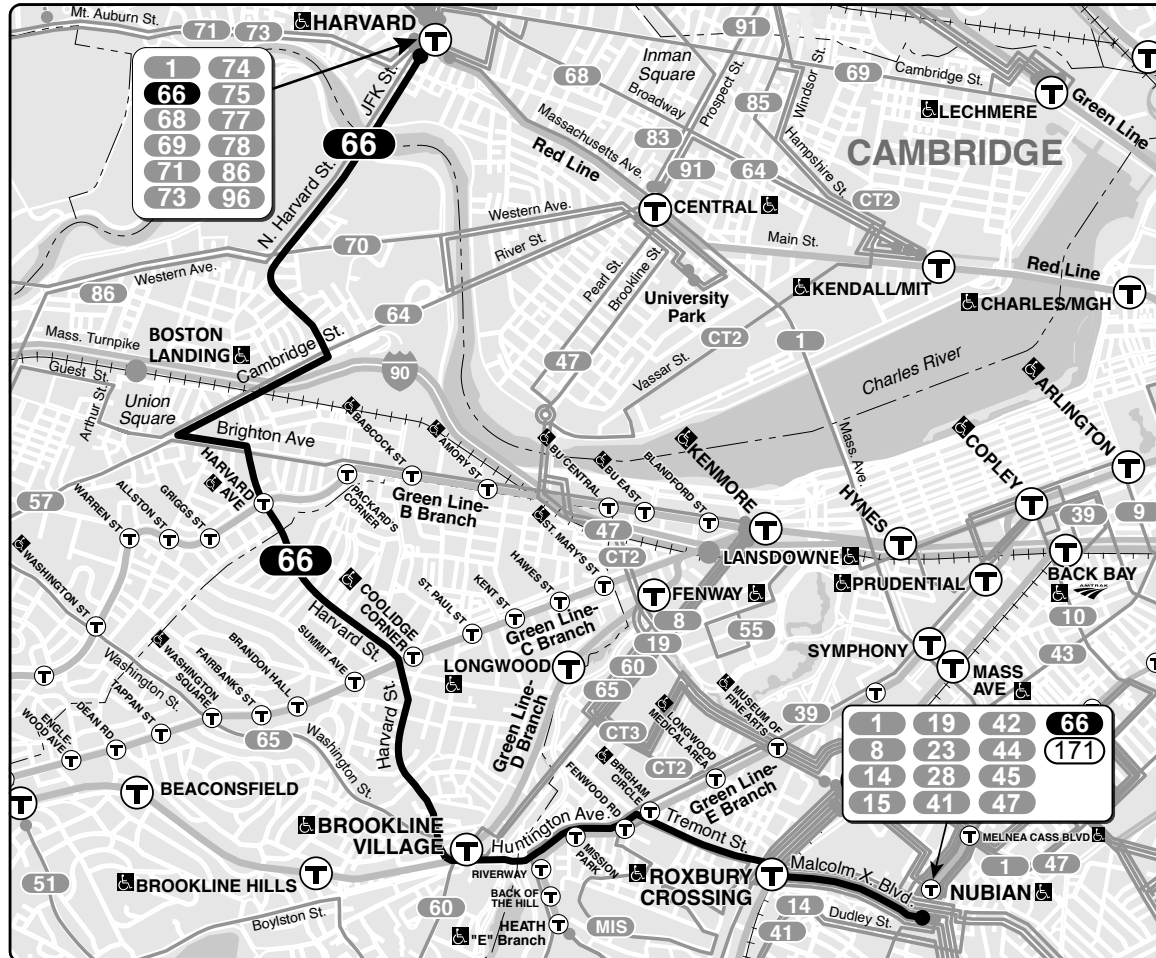 Mt. Auburn St.
71
73
HARVARD
1 74
66 75
68 77
69 78
71 86
73 96
JFK St.
66
N. Harvard St.
91
Inman
Square
68
Broadway
Prospect St.
85
Windsor St.
69
Cambridge St.
LECHMERE
Green Line
Massachusetts Ave.
83
Red Line
91
64
Hampshire St.
CAMBRIDGE
CT2
Western Ave.
CENTRAL
70
River St.
Main St.
Western Ave.
86
Pearl St.
Brookline St.
University
Park
KENDALL/MIT
Red Line
CHARLES/MGH
64
Mass. Turnpike
BOSTON
LANDING
Cambridge St.
90
47
CT2
Vassar St.
1
Charles River
Guest St.
Arthur St.
Union
Square
Brighton Ave
BABCOCK ST
AMORY ST
BU CENTRAL
BU EAST
BLANDFORD ST
KENMORE
Mass. Ave.
HYNES
COPLEY
ARLINGTON
57
HARVARD
AVE
WARREN ST
ALLSTON ST
GRIGGS ST
PACKARD'S
CORNER
Green Line-
B Branch
47
CT2
ST. MARY'S ST
LANSDOWNE
39
9
PRUDENTIAL
BACK BAY
AMTRAK
10
WASHINGTON ST
66
COOLIDGE
CORNER
ST. PAUL ST
KENT ST
HAWES ST
FENWAY
8
Green Line-
C Branch
19
55
SYMPHONY
43
MASS
AVE
Harvard St.
SUMMIT AVE
BRANDON HALL
FAIRBANKS ST
WASHINGTON
SQUARE
TAPPAN ST
DEAN RD
ENGLE-
WOOD AVE
Washington St.
65
Washington St.
Harvard St.
LONGWOOD
60
65
Green Line-
D Branch
CT3
CT2
LONGWOOD
MEDICAL AREA
MUSEUM OF
FINE ARTS
39
1 19 42 66
8 23 44 171
14 28 45
15 41 47
BEACONSFIELD
BROOKLINE
VILLAGE
Huntington Ave.
FENWOOD RD
BRIGHAM
CIRCLE
Green Line-
E Branch
Tremont St.
MELNEA CASS BLVD
1
47
BROOKLINE HILLS
51
60
RIVERWAY
MISSION
PARK
BACK OF
THE HILL
HEATH
"E" Branch
MIS
ROXBURY
CROSSING
Malcolm X. Blvd.
NUBIAN
14
Dudley St.
41
Boylston St.